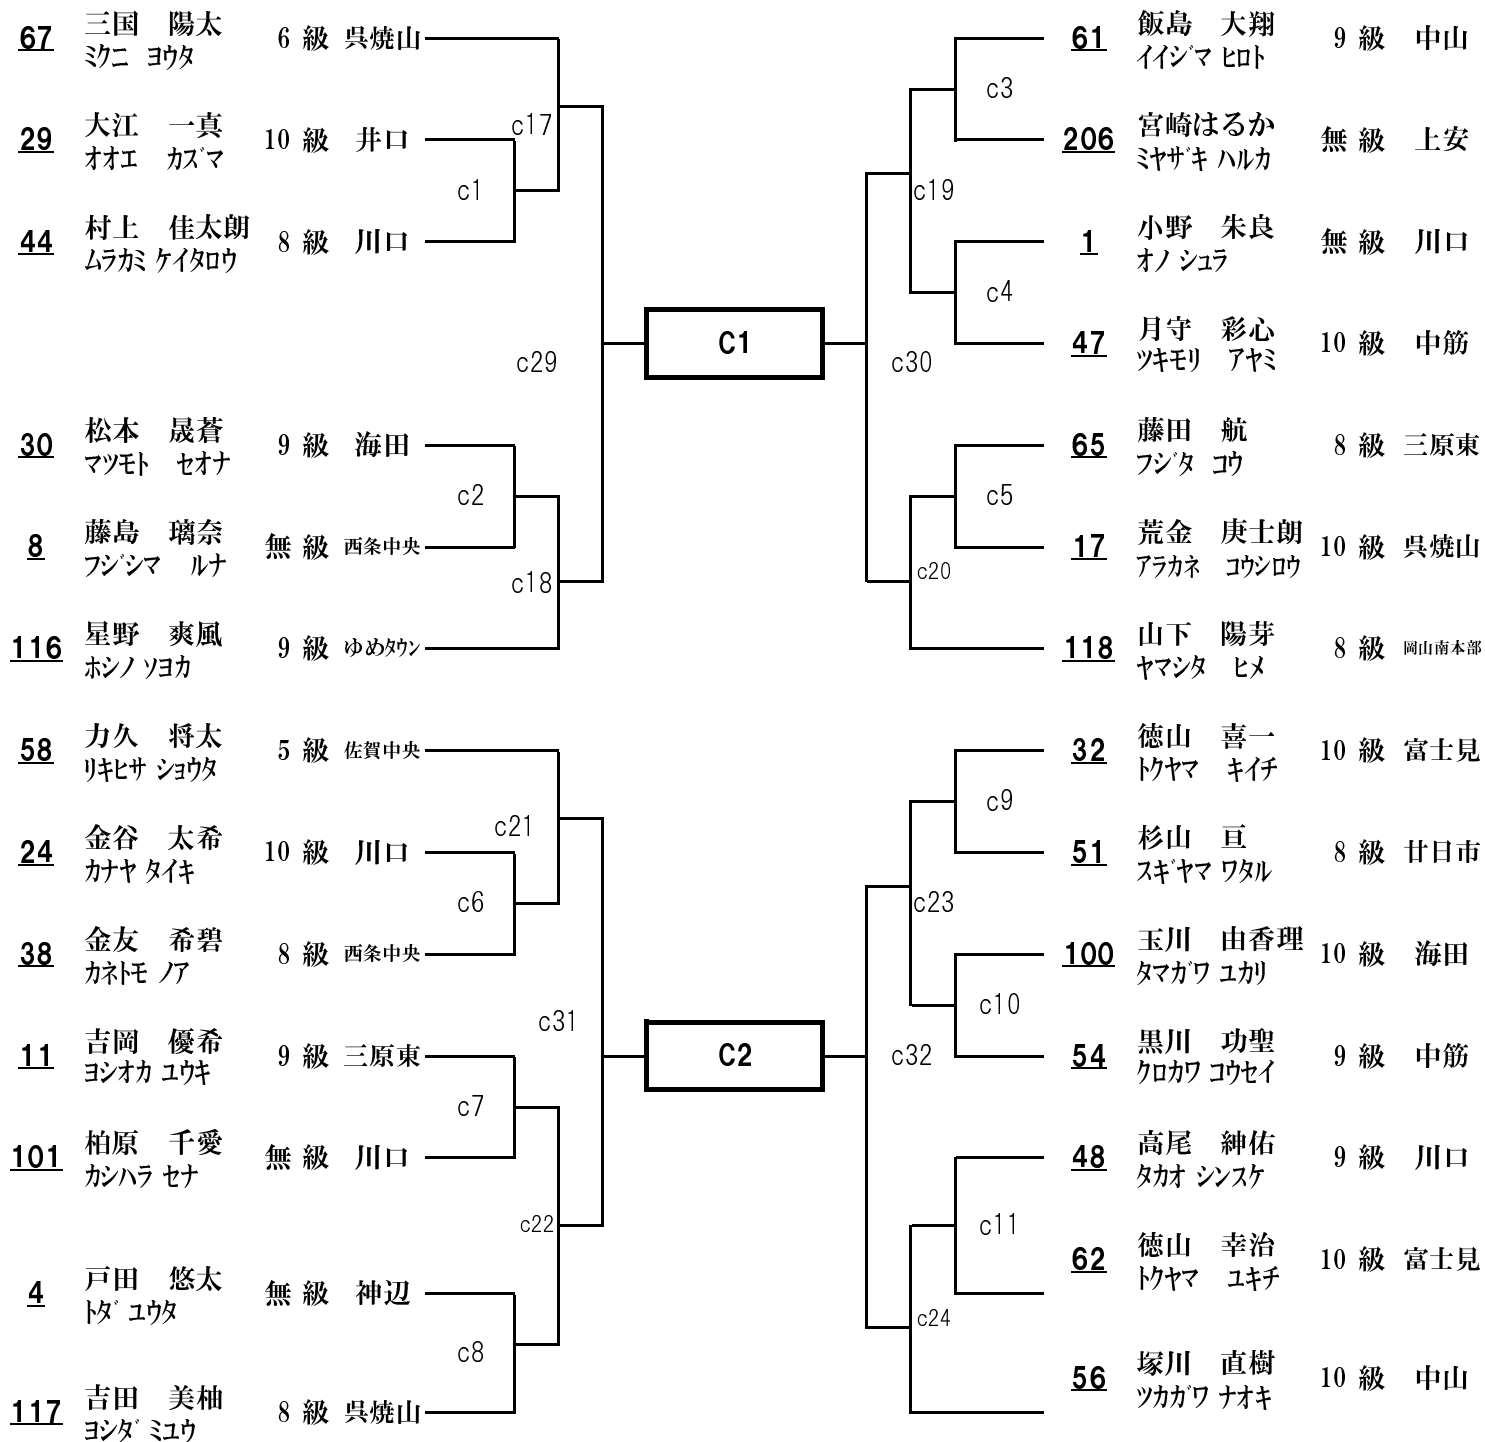 67 三国　陽太 6 級 呉焼山
ﾐｸﾆ ﾖｳﾀ
c17
29 大江　一真 10 級 井口
ｵｵｴ ｶｽﾞﾏ
c1
44 村上　佳太朗 8 級 川口
ﾑﾗｶﾐ ｹｲﾀﾛｳ
c29
30 松本　晟蒼 9 級 海田
ﾏﾂﾓﾄ ｾｵﾅ
c2
8 藤島　璃奈 無 級 西条中央
ﾌｼﾞｼﾏ ﾙﾅ
c18
116 星野　爽風 9 級 ゆめﾀｳﾝ
ﾎｼﾉ ｿﾖｶ
58 力久　将太 5 級 佐賀中央
ﾘｷﾋｻ ｼｮｳﾀ
c21
24 金谷　太希 10 級 川口
ｶﾅﾔ ﾀｲｷ
c6
38 金友　希碧 8 級 西条中央
ｶﾈﾄﾓ ﾉｱ
c31
11 吉岡　優希 9 級 三原東
ﾖｼｵｶ ﾕｳｷ
c7
101 柏原　千愛 無 級 川口
ｶｼﾊﾗ ｾﾅ
c22
4 戸田　悠太 無 級 神辺
ﾄﾀﾞ ﾕｳﾀ
c8
117 吉田　美柚 8 級 呉焼山
ﾖｼﾀﾞ ﾐﾕｳ
C1
C2
61 飯島　大翔 9 級 中山
ｲｲｼﾞﾏ ﾋﾛﾄ
c3
206 宮崎はるか 無 級 上安
ﾐﾔｻﾞｷ ﾊﾙｶ
c19
1 小野　朱良 無 級 川口
ｵﾉ ｼｭﾗ
c4
47 月守　彩心 10 級 中筋
ﾂｷﾓﾘ ｱﾔﾐ
c30
65 藤田　航 8 級 三原東
ﾌｼﾞﾀ ｺｳ
c5
17 荒金　庚士朗 10 級 呉焼山
ｱﾗｶﾈ ｺｳｼﾛｳ
c20
118 山下　陽芽 8 級 岡山南本部
ﾔﾏｼﾀ ﾋﾒ
32 徳山　喜一 10 級 富士見
ﾄｸﾔﾏ ｷｲﾁ
c9
51 杉山　亘 8 級 廿日市
ｽｷﾞﾔﾏ ﾜﾀﾙ
c23
100 玉川　由香理 10 級 海田
ﾀﾏｶﾞﾜ ﾕｶﾘ
c10
54 黒川　功聖 9 級 中筋
ｸﾛｶﾜ ｺｳｾｲ
c32
48 高尾　紳佑 9 級 川口
ﾀｶｵ ｼﾝｽｹ
c11
62 徳山　幸治 10 級 富士見
ﾄｸﾔﾏ ﾕｷﾁ
c24
56 塚川　直樹 10 級 中山
ﾂｶｶﾞﾜ ﾅｵｷ